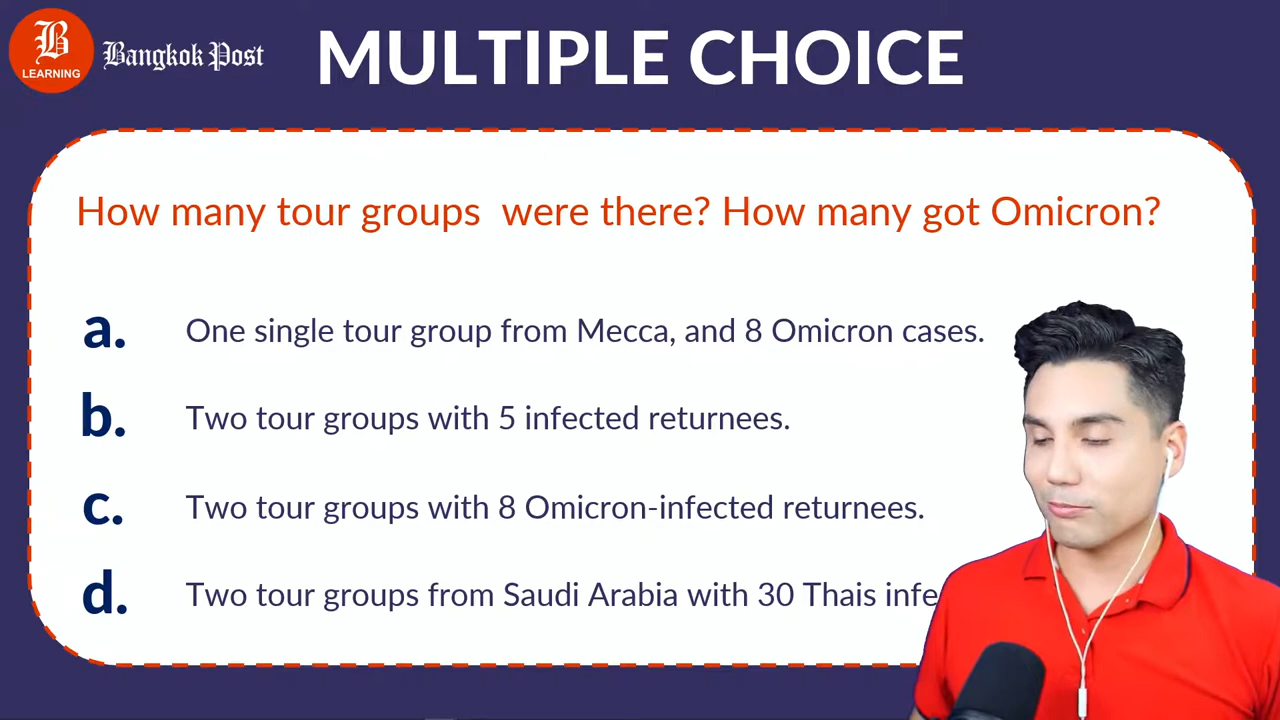 B
LEARNING
Bangkok Post
MULTIPLE CHOICE
How many tour groups were there? How many got Omicron?
a. One single tour group from Mecca, and 8 Omicron cases.
b. Two tour groups with 5 infected returnees.
c. Two tour groups with 8 Omicron-infected returnees.
d. Two tour groups from Saudi Arabia with 30 Thais infe